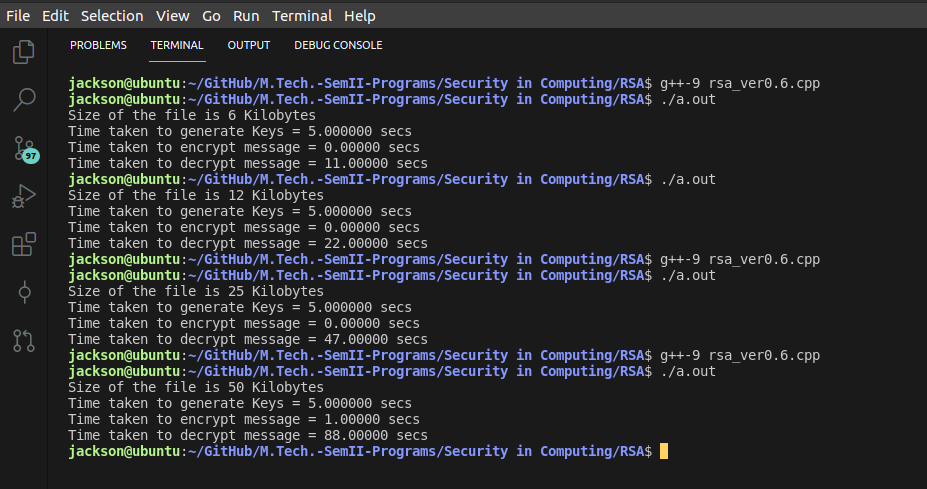 File Edit Selection View Go Run Terminal Help
PROBLEMS TERMINAL OUTPUT DEBUG CONSOLE
jackson@ubuntu:~/GitHub/M.Tech.-SemII-Programs/Security in Computing/RSA$ g++-9 rsa_ver0.6.cpp
jackson@ubuntu:~/GitHub/M.Tech.-SemII-Programs/Security in Computing/RSA$ ./a.out
Size of the file is 6 Kilobytes
Time taken to generate Keys = 5.000000 secs
Time taken to encrypt message = 0.00000 secs
Time taken to decrypt message = 11.00000 secs
jackson@ubuntu:~/GitHub/M.Tech.-SemII-Programs/Security in Computing/RSA$ ./a.out
Size of the file is 12 Kilobytes
Time taken to generate Keys = 5.000000 secs
Time taken to encrypt message = 0.00000 secs
Time taken to decrypt message = 22.00000 secs
jackson@ubuntu:~/GitHub/M.Tech.-SemII-Programs/Security in Computing/RSA$ g++-9 rsa_ver0.6.cpp
jackson@ubuntu:~/GitHub/M.Tech.-SemII-Programs/Security in Computing/RSA$ ./a.out
Size of the file is 25 Kilobytes
Time taken to generate Keys = 5.000000 secs
Time taken to encrypt message = 0.00000 secs
Time taken to decrypt message = 47.00000 secs
jackson@ubuntu:~/GitHub/M.Tech.-SemII-Programs/Security in Computing/RSA$ g++-9 rsa_ver0.6.cpp
jackson@ubuntu:~/GitHub/M.Tech.-SemII-Programs/Security in Computing/RSA$ ./a.out
Size of the file is 50 Kilobytes
Time taken to generate Keys = 5.000000 secs
Time taken to encrypt message = 1.00000 secs
Time taken to decrypt message = 88.00000 secs
jackson@ubuntu:~/GitHub/M.Tech.-SemII-Programs/Security in Computing/RSA$
97